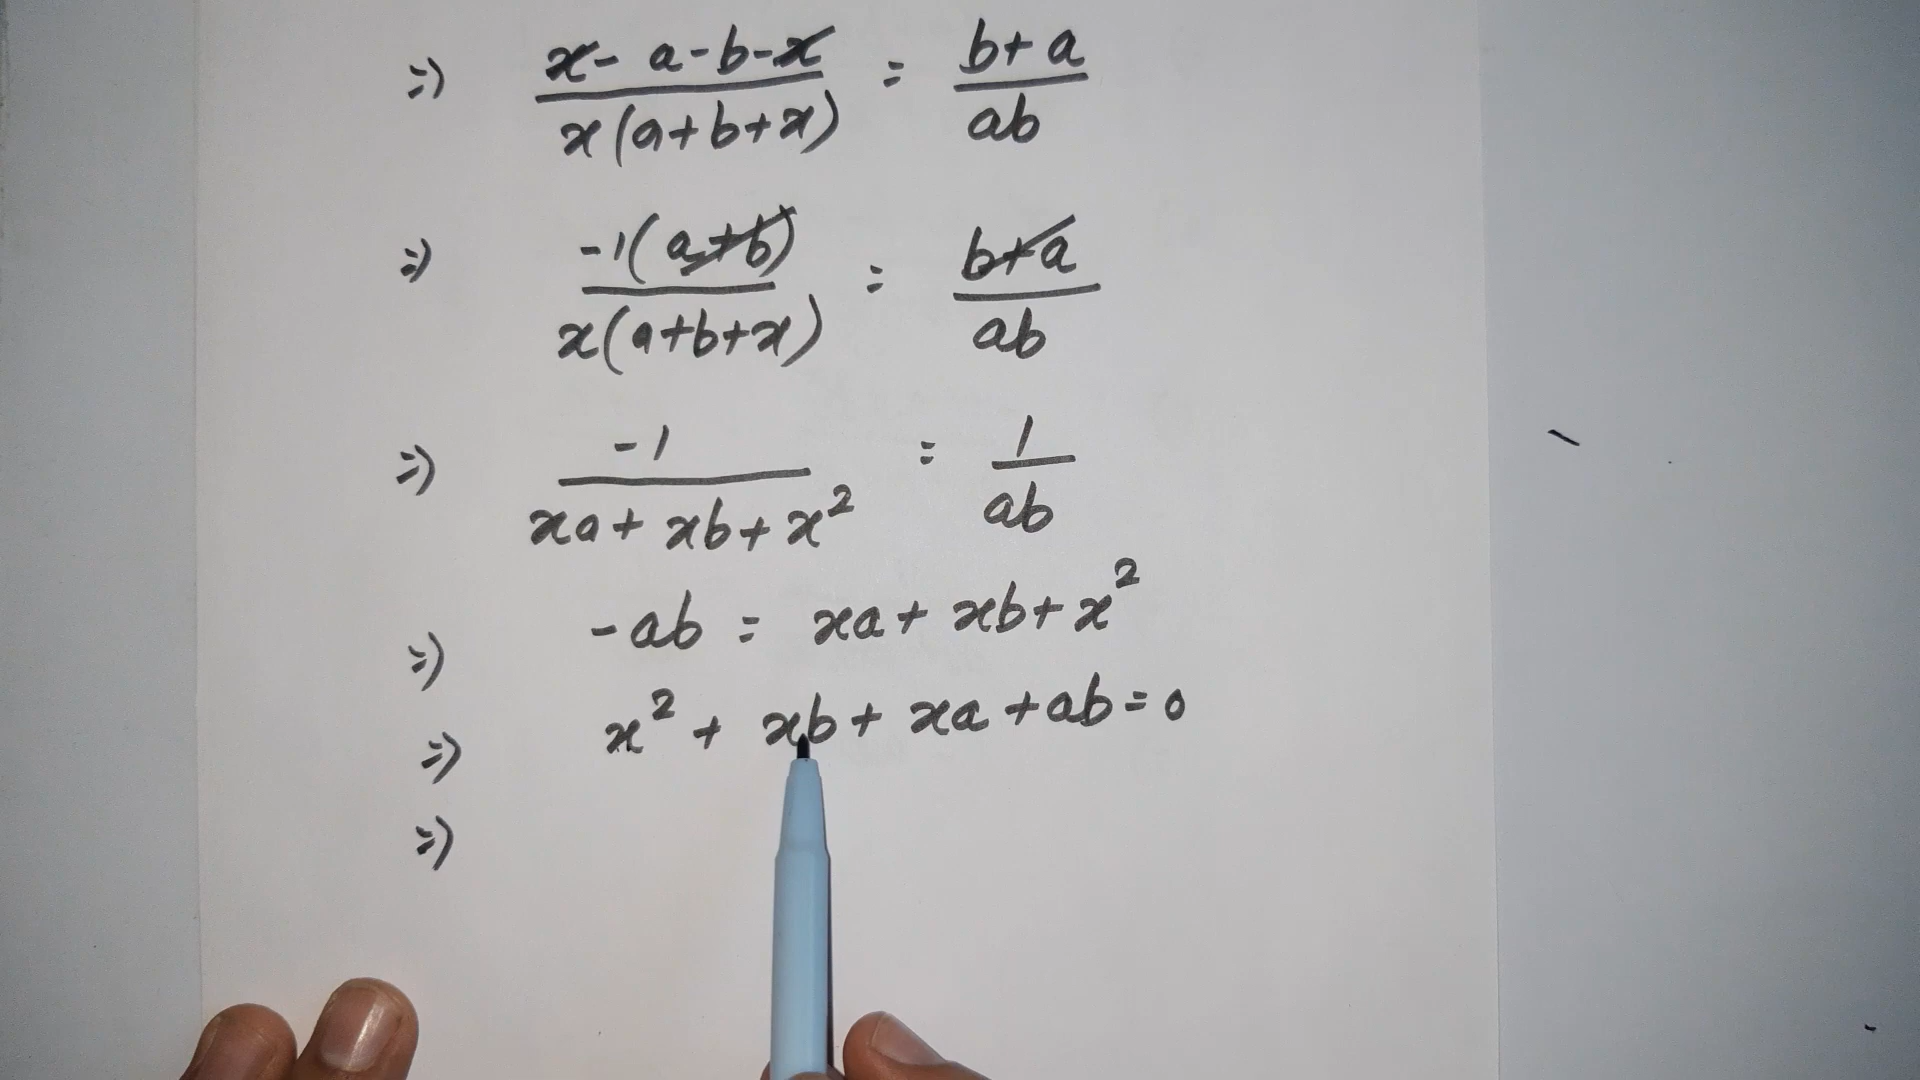 =) x - a - b - x / x(a+b+x) = b+a / ab
=) -1(a+b) / x(a+b+x) = b+a / ab
=) -1 / xa + xb + x² = 1 / ab
=) -ab = xa + xb + x²
=) x² + xb + xa + ab = 0
=)